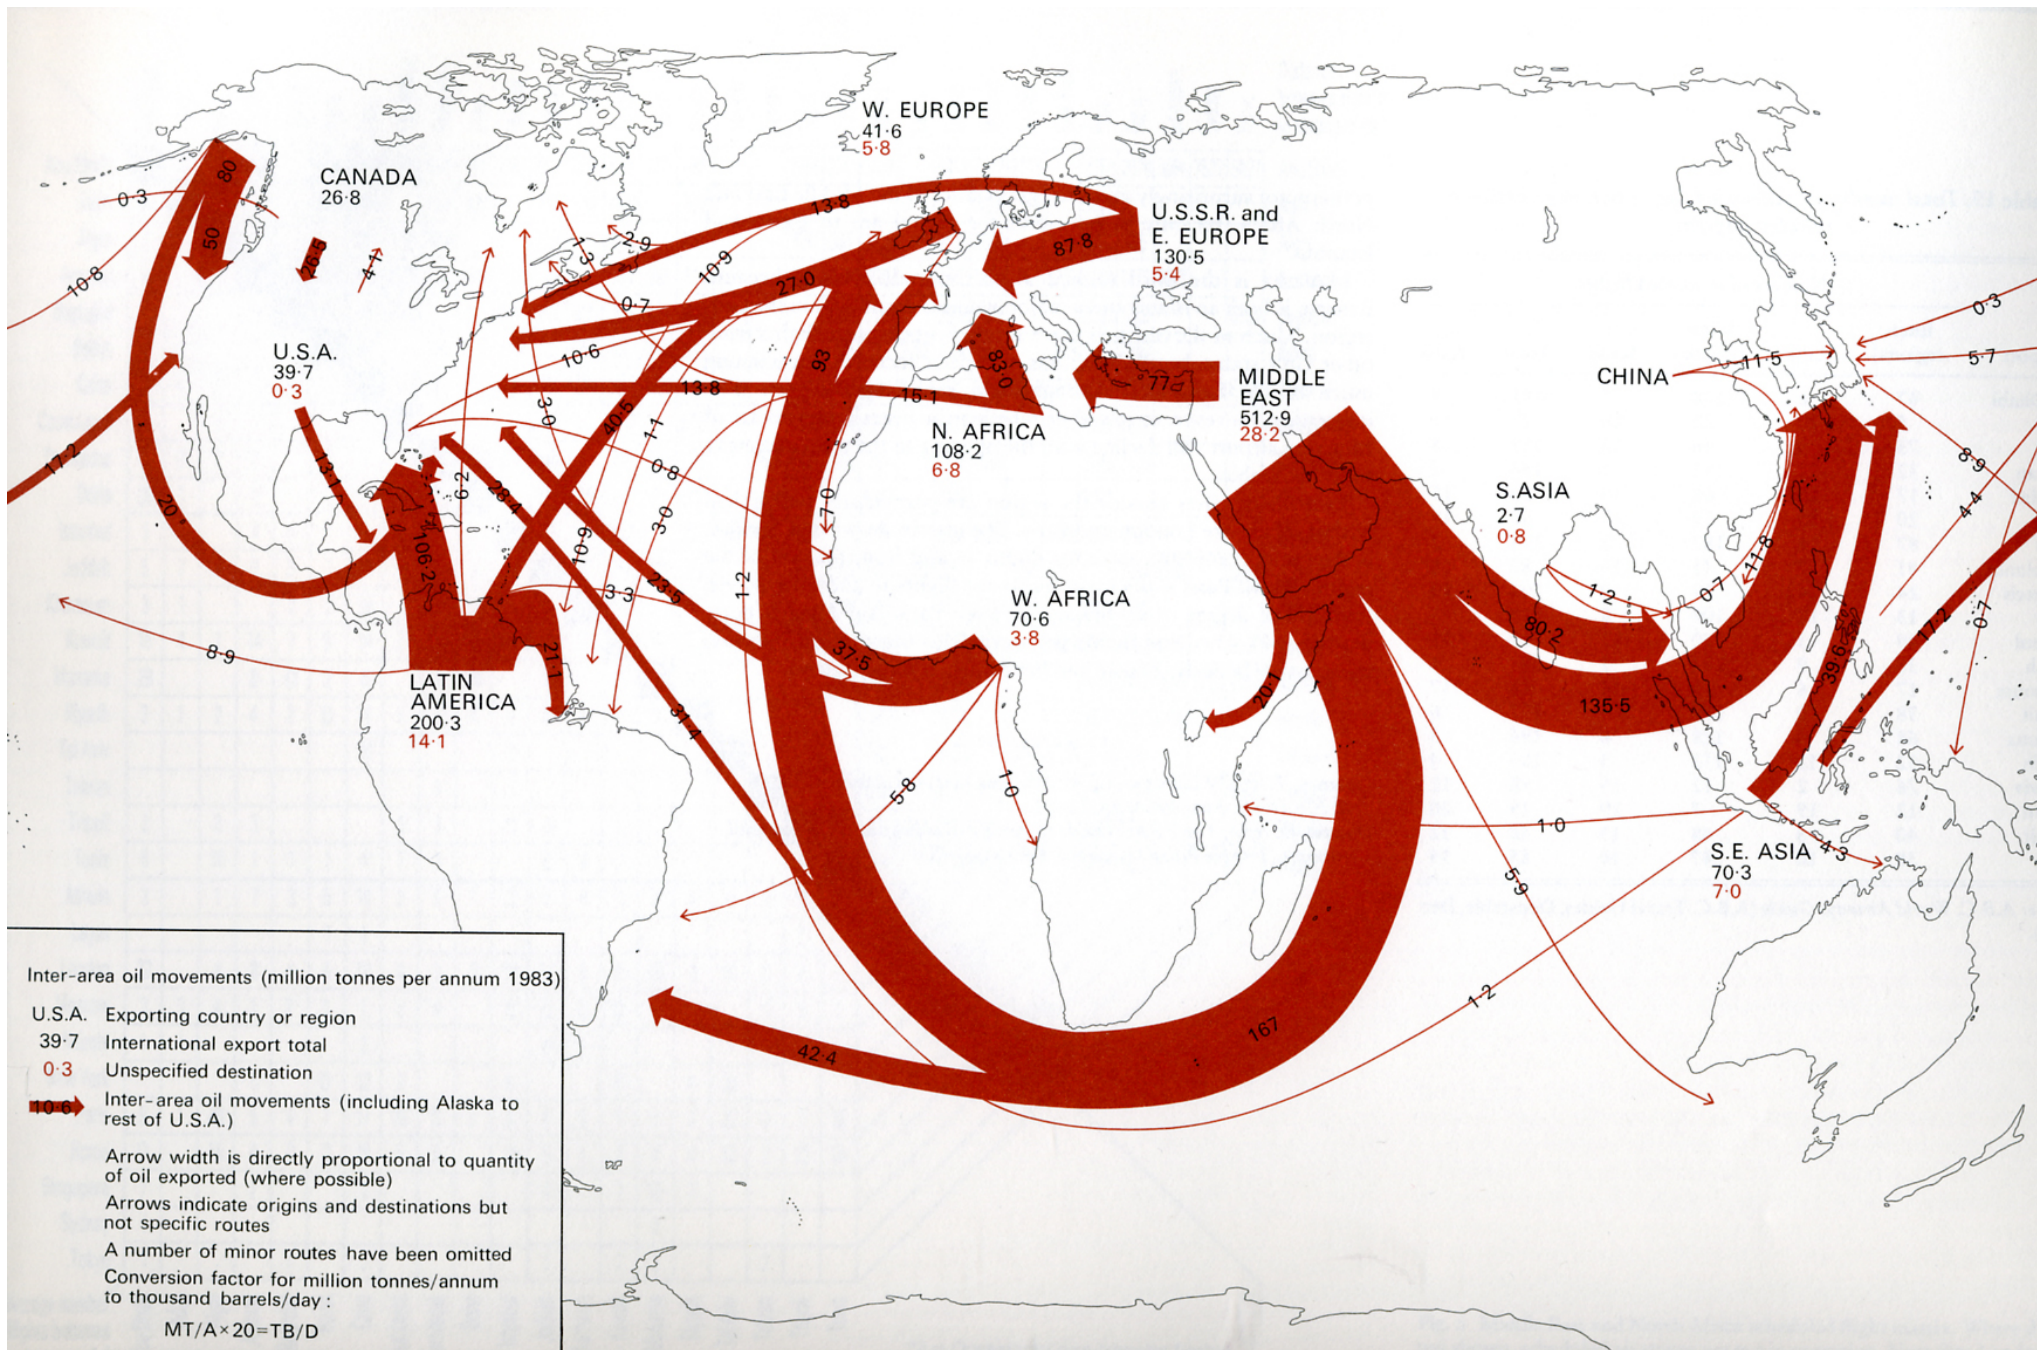 W. EUROPE
41·6
5·8
CANADA
26·8
U.S.S.R. and
E. EUROPE
130·5
5·4
U.S.A.
39·7
0·3
MIDDLE
EAST
512·9
28·2
CHINA
N. AFRICA
108·2
6·8
S.ASIA
2·7
0·8
W. AFRICA
70·6
3·8
LATIN
AMERICA
200·3
14·1
S.E. ASIA
70·3
7·0
80
50
0·3
10·8
26·5
4·1
17·2
20
13·1
8·9
106·2
6·2
21·1
13·8
2·9
1·3
10·9
27·0
0·7
10·6
13·8
15·1
3·0
40·5
1·1
0·8
28·4
3·0
10·9
3·3
23·5
1·2
31·4
93
7·0
37·5
87·8
83·0
77
5·8
1·0
20·1
167
42·4
80·2
135·5
1·2
0·7
11·8
11·5
39·6
17·2
0·7
4·4
8·9
5·7
0·3
1·0
5·9
4·3
1·2
Inter-area oil movements (million tonnes per annum 1983)
U.S.A. Exporting country or region
39·7 International export total
0·3 Unspecified destination
10·6 Inter-area oil movements (including Alaska to
rest of U.S.A.)
Arrow width is directly proportional to quantity
of oil exported (where possible)
Arrows indicate origins and destinations but
not specific routes
A number of minor routes have been omitted
Conversion factor for million tonnes/annum
to thousand barrels/day :
MT/A×20=TB/D